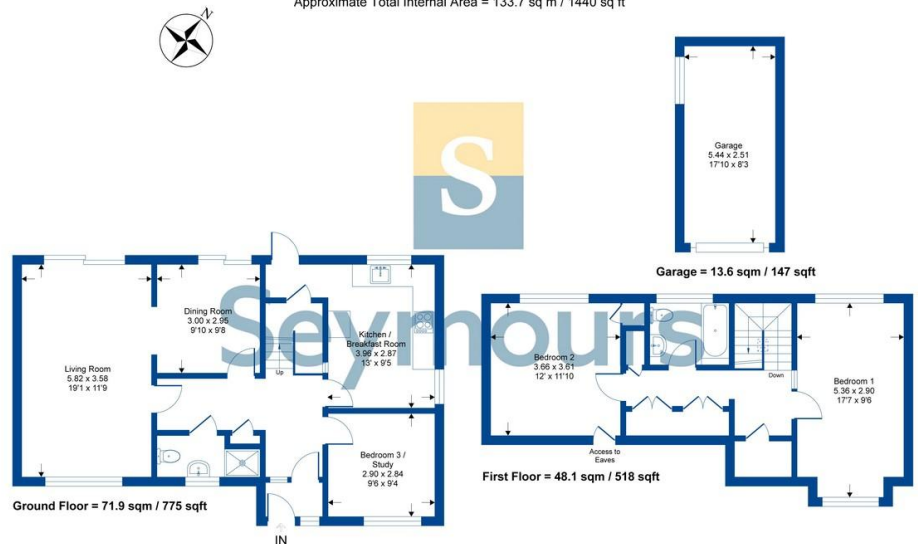 Approximate Total Internal Area = 133.7 sq m / 1440 sq ft
N
S
Seymours
Garage
5.44 x 2.51
17'10 x 8'3
Garage = 13.6 sqm / 147 sqft
Dining Room
3.00 x 2.95
9'10 x 9'8
Kitchen /
Breakfast Room
3.96 x 2.87
13' x 9'5
Living Room
5.82 x 3.58
19'1 x 11'9
Up
Bedroom 3 /
Study
2.90 x 2.84
9'6 x 9'4
Ground Floor = 71.9 sqm / 775 sqft
IN
Bedroom 2
3.66 x 3.61
12' x 11'10
Down
Bedroom 1
5.36 x 2.90
17'7 x 9'6
Access to
Eaves
First Floor = 48.1 sqm / 518 sqft